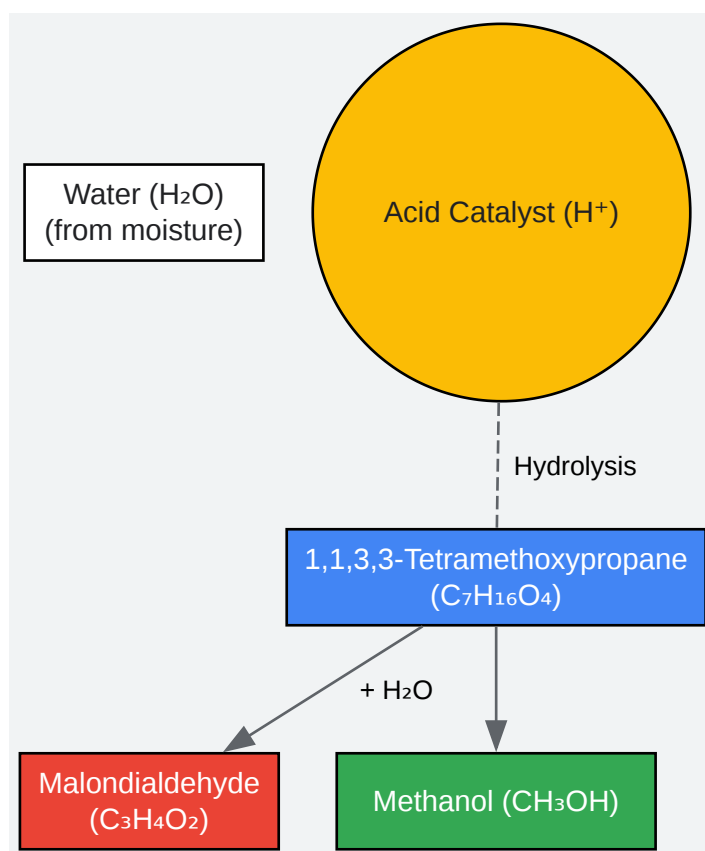 Water (H₂O)
(from moisture)
Acid Catalyst (H⁺)
Hydrolysis
1,1,3,3-Tetramethoxypropane
(C₇H₁₆O₄)
+ H₂O
Malondialdehyde
(C₃H₄O₂)
Methanol (CH₃OH)